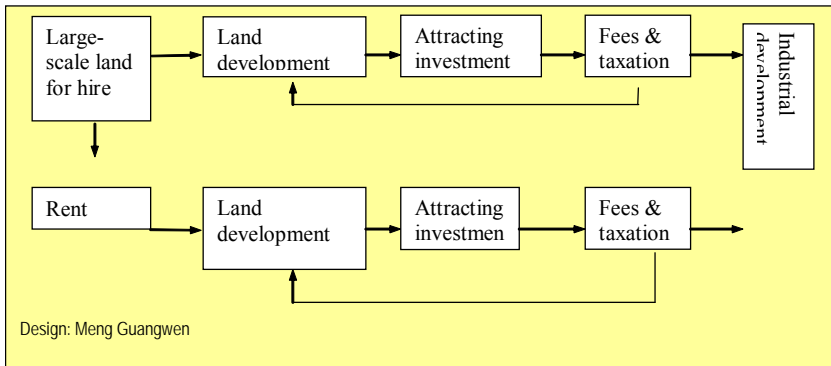 Large-
scale land
for hire
Land
development
Attracting
investment
Fees &
taxation
Industrial
development
Rent
Land
development
Attracting
investmen
Fees &
taxation
Design: Meng Guangwen